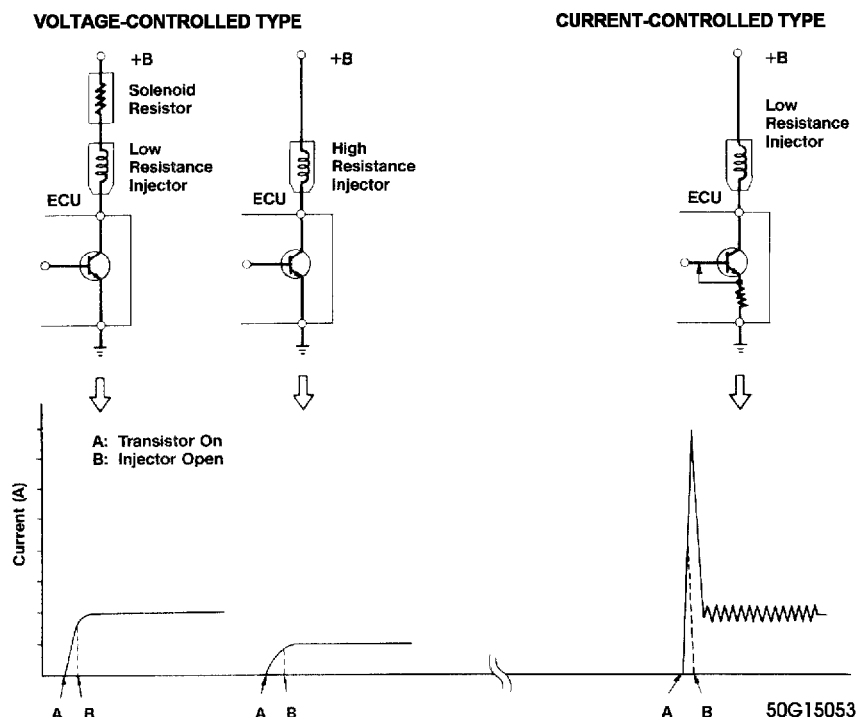 VOLTAGE-CONTROLLED TYPE
CURRENT-CONTROLLED TYPE
+B
Solenoid
Resistor
Low
Resistance
Injector
ECU
+B
High
Resistance
Injector
+B
Low
Resistance
Injector
ECU
A: Transistor On
B: Injector Open
Current (A)
A B
A B
A B
50G15053